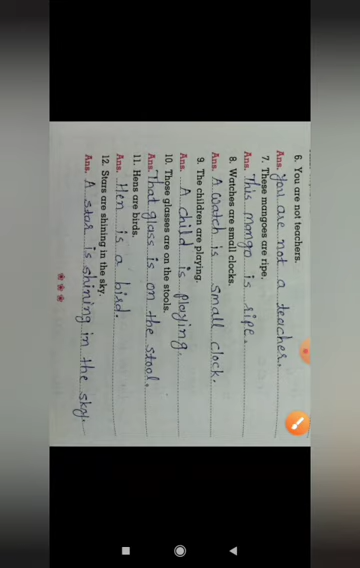 6. You are not teachers.
Ans. You are not a teacher.
7. These mangoes are ripe.
Ans. This mongo is ripe.
8. Watches are small clocks.
Ans. A watch is small clock.
9. The children are playing.
Ans. A child is playing.
10. Those glasses are on the stools.
Ans. That glass is on the stool.
11. Hens are birds.
Ans. Hen is a bird.
12. Stars are shining in the sky.
Ans. A star is shining in the sky.